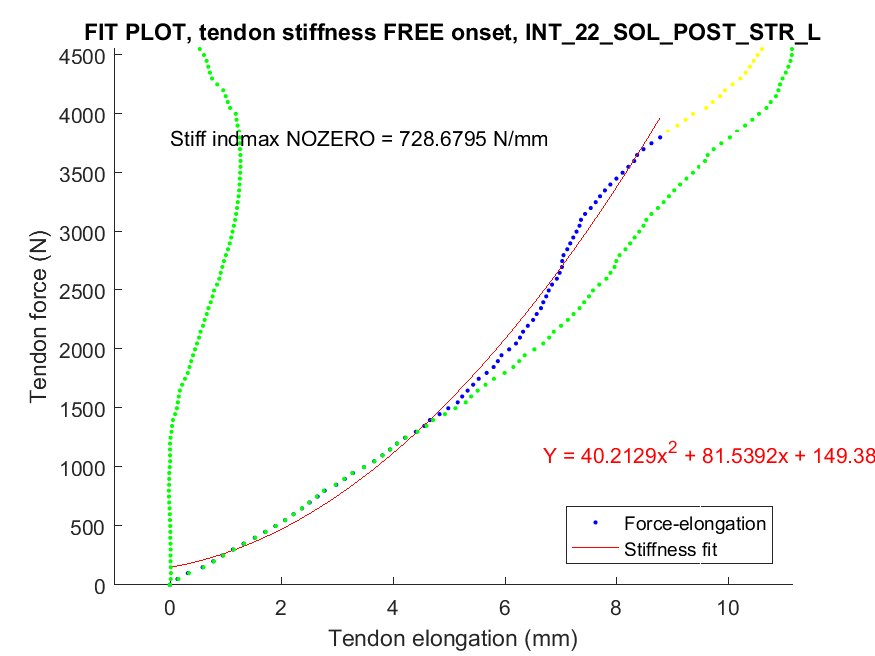 FIT PLOT, tendon stiffness FREE onset, INT_22_SOL_POST_STR_L
4500
4000
Stiff indmax NOZERO = 728.6795 N/mm
3500
3000
2500
Tendon force (N)
2000
1500
1000
Y = 40.2129x² + 81.5392x + 149.38
500
Force-elongation
Stiffness fit
0
0 2 4 6 8 10
Tendon elongation (mm)